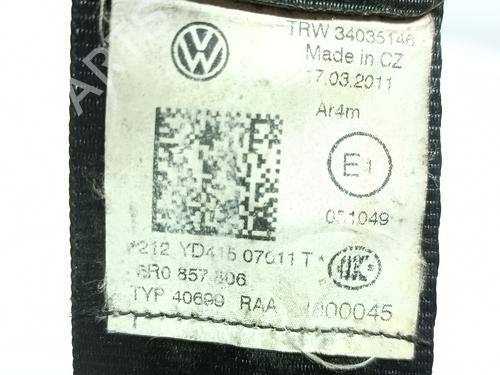 TRW 34035146
Made in CZ
17.03.2011
Ar4m
E1
051049
*212 YD415 07011 T*
6R0 857 806
TYP 40699 RAA